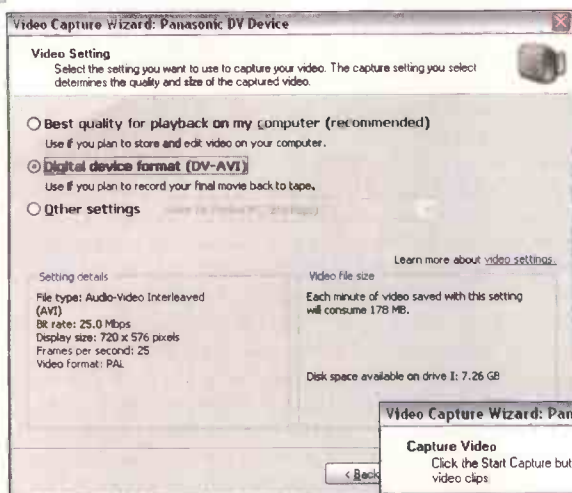 Video Capture Wizard: Panasonic DV Device
Video Setting
Select the setting you want to use to capture your video. The capture setting you select
determines the quality and size of the captured video.
Best quality for playback on my computer (recommended)
Use if you plan to store and edit video on your computer.
Digital device format (DV-AVI)
Use if you plan to record your final movie back to tape.
Other settings
Learn more about video settings.
Setting details
File type: Audio-Video Interleaved
(AVI)
Bit rate: 25.0 Mbps
Display size: 720 x 576 pixels
Frames per second: 25
Video format: PAL
Video file size
Each minute of video saved with this setting
will consume 178 MB.
Disk space available on drive I: 7.26 GB
< Back
Video Capture Wizard: Pan
Capture Video
Click the Start Capture but
video clips